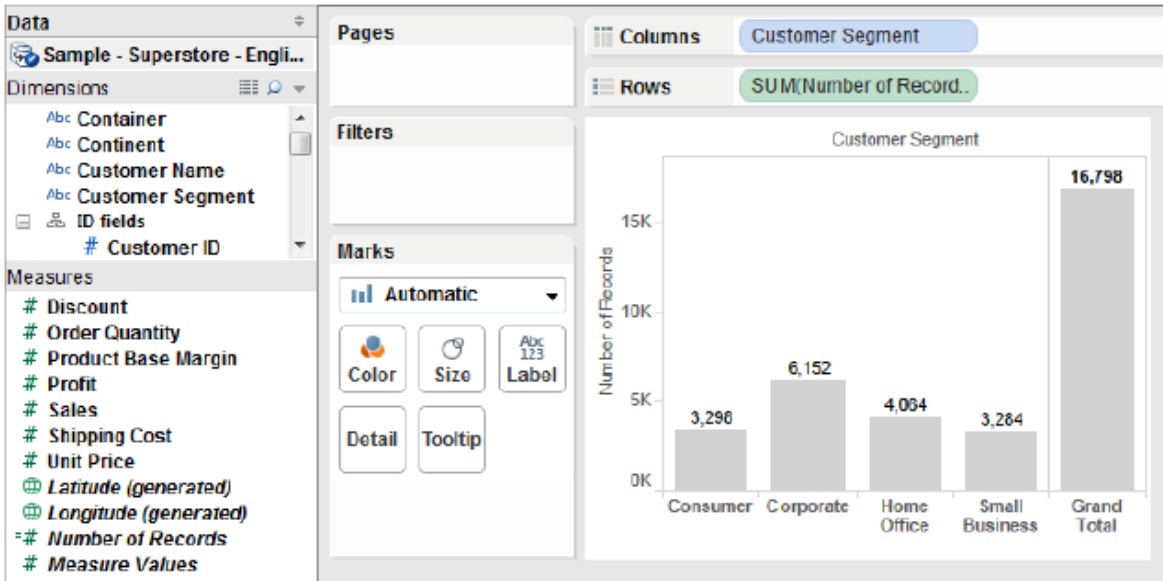 Data
Sample - Superstore - Engli...
Dimensions
Abc Container
Abc Continent
Abc Customer Name
Abc Customer Segment
ID fields
# Customer ID
Measures
# Discount
# Order Quantity
# Product Base Margin
# Profit
# Sales
# Shipping Cost
# Unit Price
Latitude (generated)
Longitude (generated)
=# Number of Records
# Measure Values
Pages
Filters
Marks
Automatic
Color
Size
Abc
123
Label
Detail
Tooltip
Columns
Customer Segment
Rows
SUM(Number of Record..
Customer Segment
Number of Records
15K
10K
5K
0K
3,296
6,152
4,064
3,284
16,798
Consumer
Corporate
Home
Office
Small
Business
Grand
Total